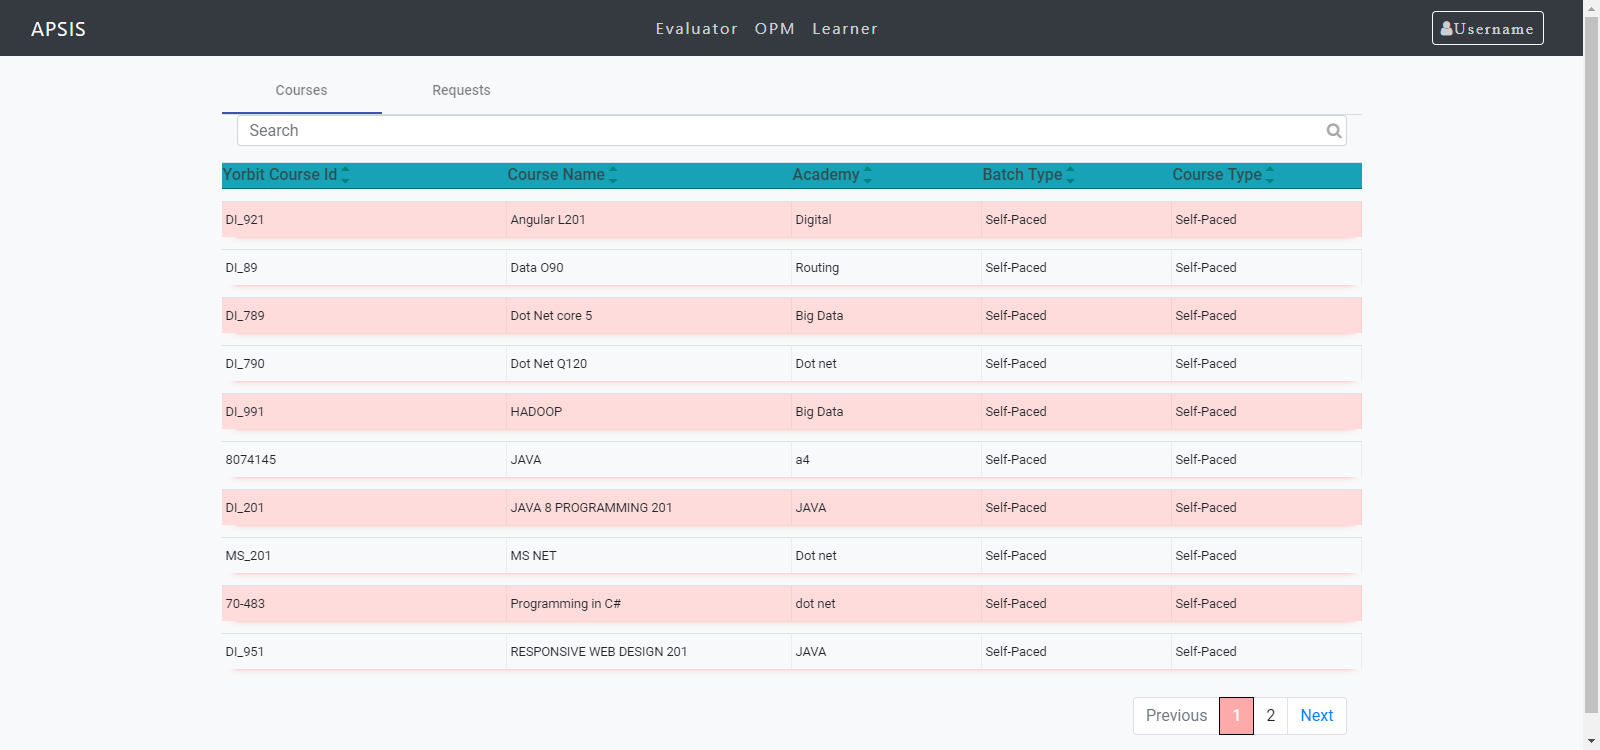 APSIS Evaluator OPM Learner Username
Courses Requests
Search
Yorbit Course Id Course Name Academy Batch Type Course Type
DI_921 Angular L201 Digital Self-Paced Self-Paced
DI_89 Data O90 Routing Self-Paced Self-Paced
DI_789 Dot Net core 5 Big Data Self-Paced Self-Paced
DI_790 Dot Net Q120 Dot net Self-Paced Self-Paced
DI_991 HADOOP Big Data Self-Paced Self-Paced
8074145 JAVA a4 Self-Paced Self-Paced
DI_201 JAVA 8 PROGRAMMING 201 JAVA Self-Paced Self-Paced
MS_201 MS NET Dot net Self-Paced Self-Paced
70-483 Programming in C# dot net Self-Paced Self-Paced
DI_951 RESPONSIVE WEB DESIGN 201 JAVA Self-Paced Self-Paced
Previous 1 2 Next